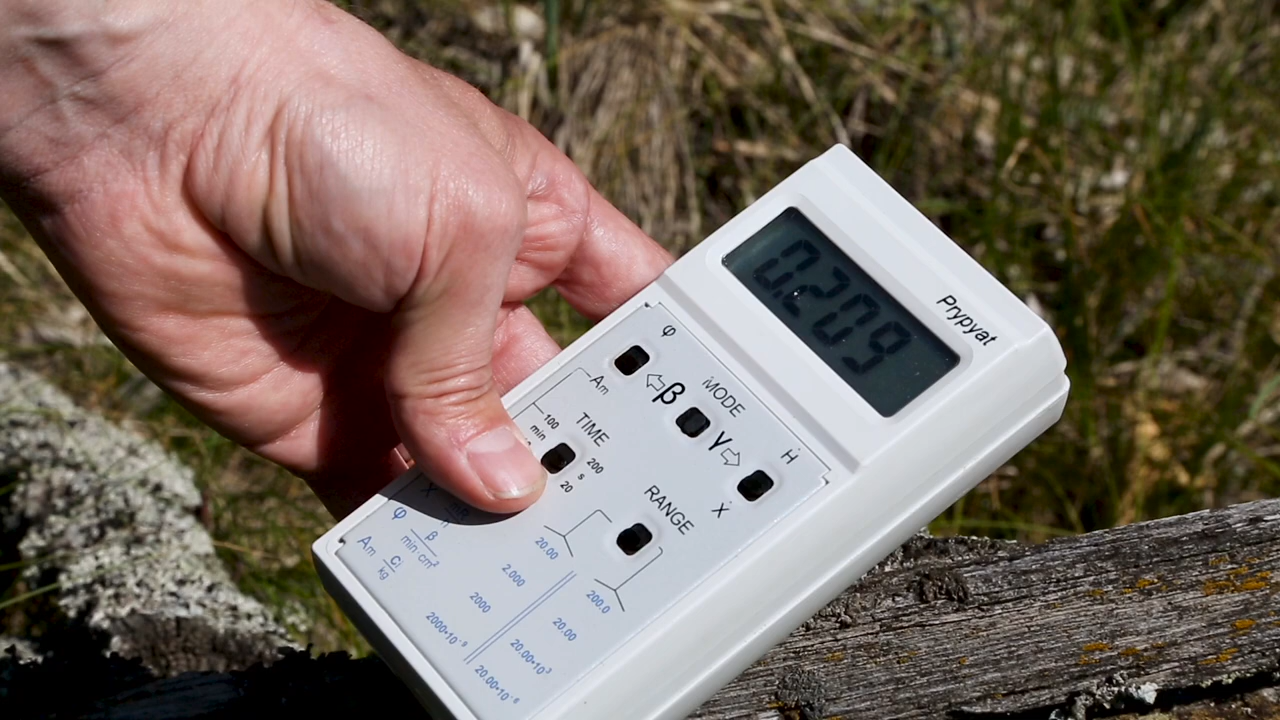 0.209
Prypyat
φ
⇦β
MODE
γ⇨
Ḣ
Ẋ
Am
100
min
TIME
200
s
20
RANGE
φ β/min·cm²
Am Ci/kg
20.00 200.0
2.000 20.00
2000 20.00•10³
2000•10⁻⁹ 20.00•10⁻⁶